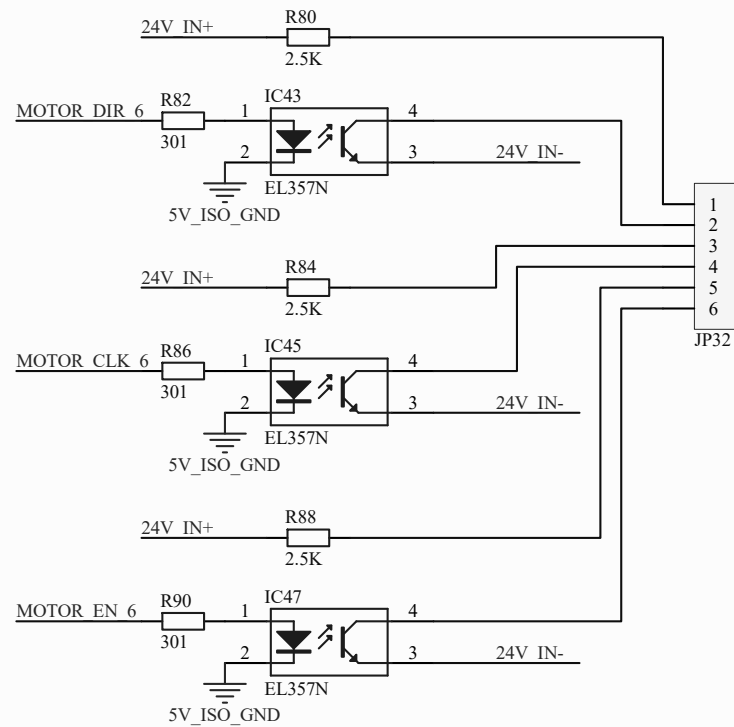 24V_IN+
R80
2.5K
MOTOR_DIR_6
R82
301
IC43
1
2
4
3
EL357N
24V_IN-
5V_ISO_GND
24V_IN+
R84
2.5K
MOTOR_CLK_6
R86
301
IC45
1
2
4
3
EL357N
24V_IN-
5V_ISO_GND
24V_IN+
R88
2.5K
MOTOR_EN_6
R90
301
IC47
1
2
4
3
EL357N
24V_IN-
5V_ISO_GND
1
2
3
4
5
6
JP32